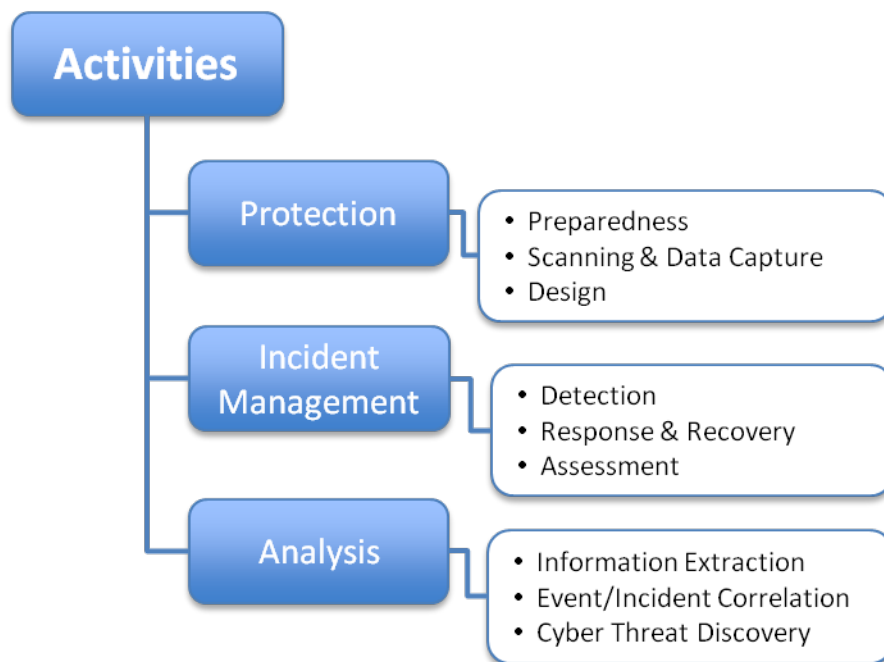 Activities
Protection
• Preparedness
• Scanning & Data Capture
• Design
Incident
Management
• Detection
• Response & Recovery
• Assessment
Analysis
• Information Extraction
• Event/Incident Correlation
• Cyber Threat Discovery